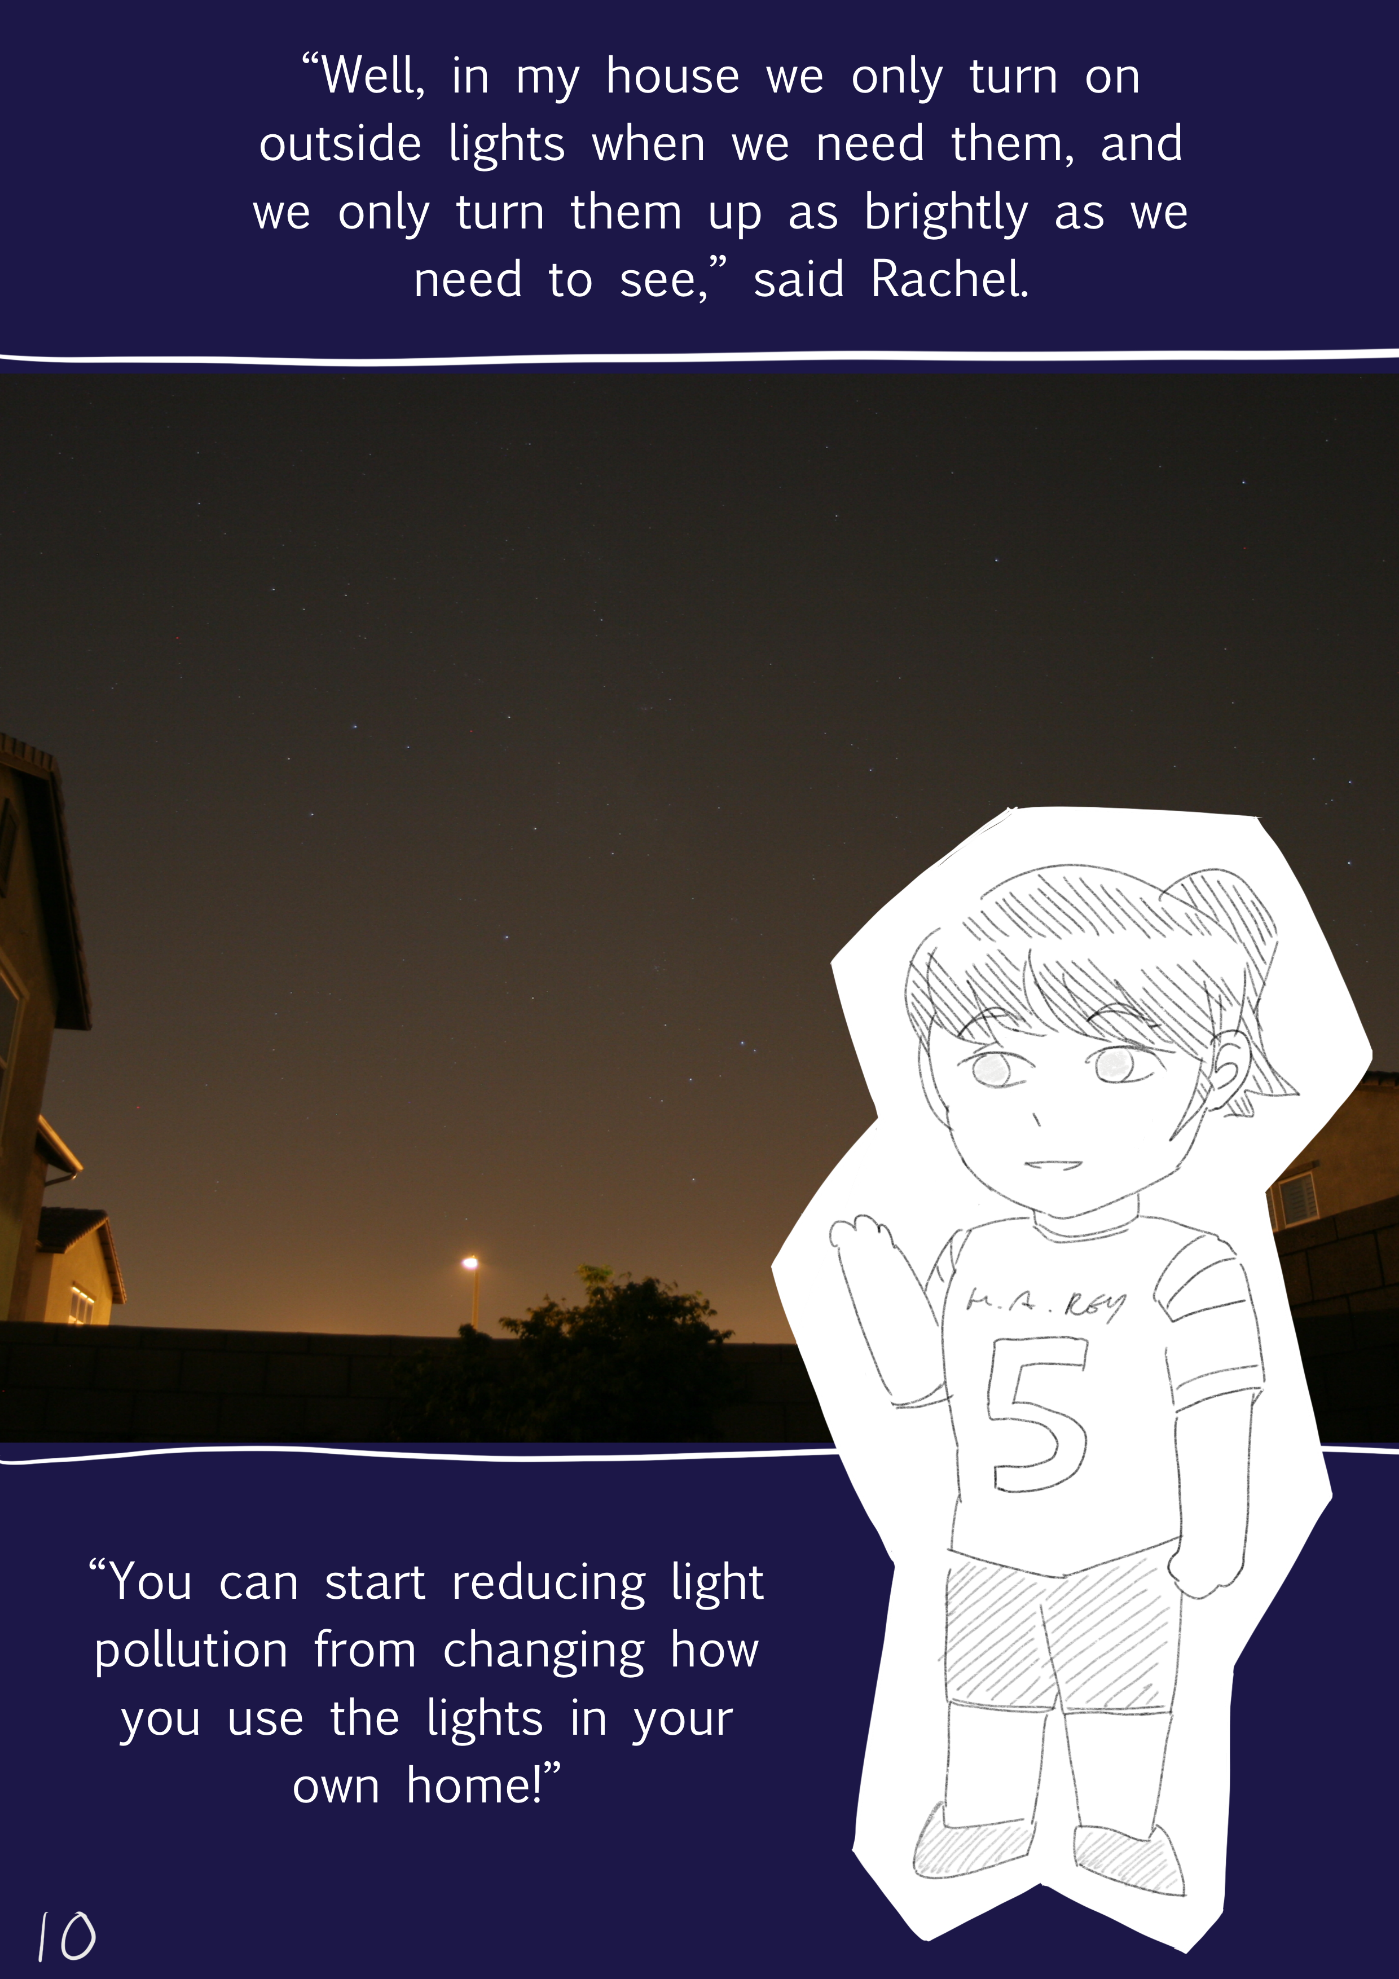 “Well, in my house we only turn on
outside lights when we need them, and
we only turn them up as brightly as we
need to see,” said Rachel.
H. A. REY
5
“You can start reducing light
pollution from changing how
you use the lights in your
own home!”
10